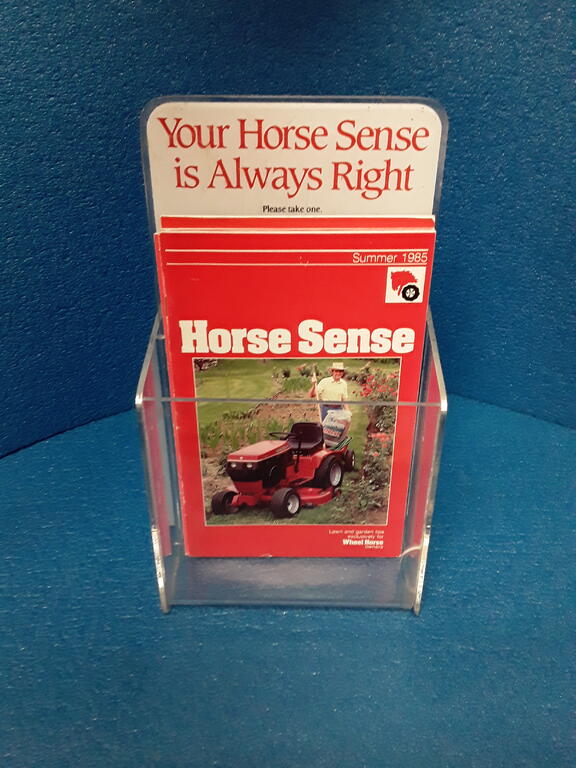 Your Horse Sense
is Always Right
Please take one.
Summer 1985
Horse Sense
Lawn and garden tips
exclusively for
Wheel Horse
owners